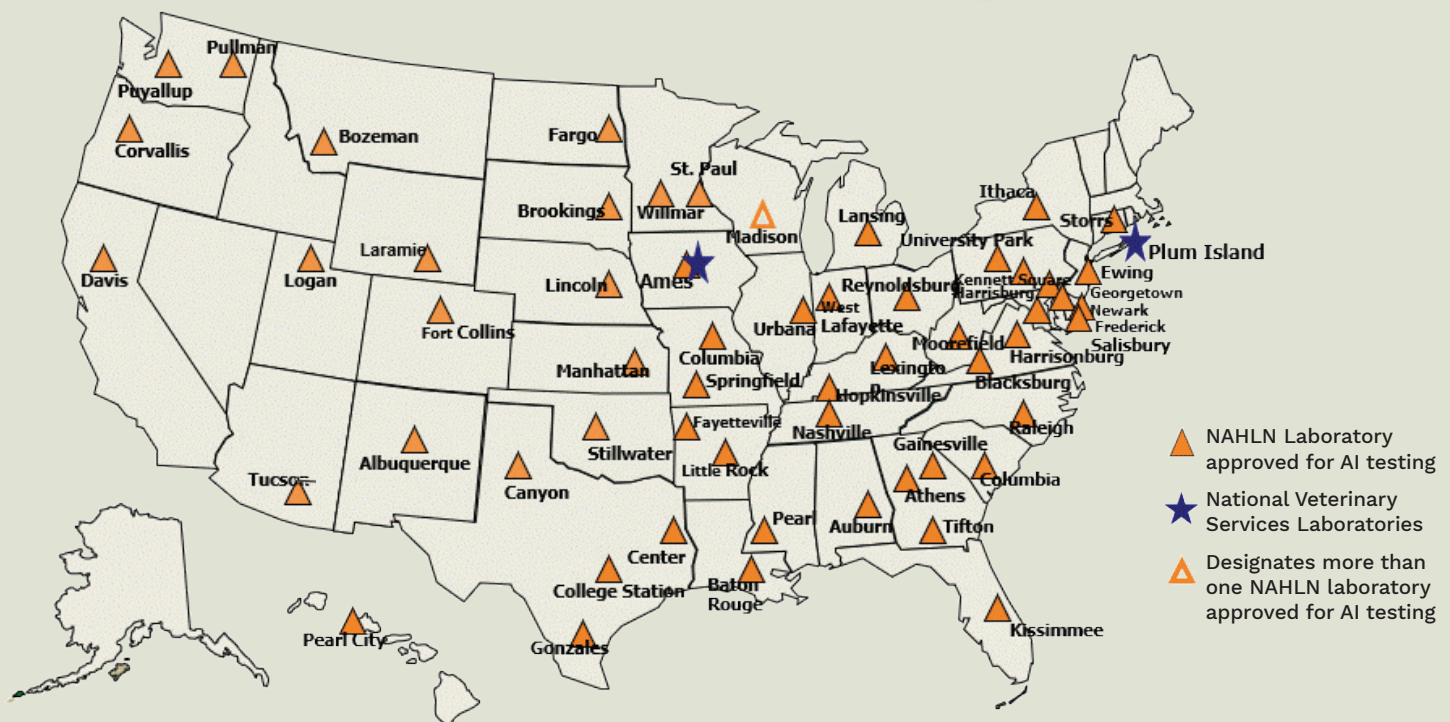 Pullman
Puyallup
Corvallis
Bozeman
Fargo
St. Paul
Brookings
Willmar
Madison
Lansing
Ithaca
Storrs
University Park
Plum Island
Laramie
Davis
Logan
Lincoln
Ames
Reynoldsburg
Kennett Square
Harrisburg
Ewing
Georgetown
Newark
Frederick
Salisbury
Fort Collins
Urbana
West
Lafayette
Columbia
Moorefield
Harrisonburg
Manhattan
Springfield
Lexingto
n
Blacksburg
Hopkinsville
Fayetteville
Nashville
Raleigh
Stillwater
Little Rock
Gainesville
Albuquerque
Tucson
Canyon
Athens
Columbia
Pearl
Auburn
Tifton
Center
College Station
Baton
Rouge
Pearl City
Gonzales
Kissimmee
NAHLN Laboratory
approved for AI testing
National Veterinary
Services Laboratories
Designates more than
one NAHLN laboratory
approved for AI testing